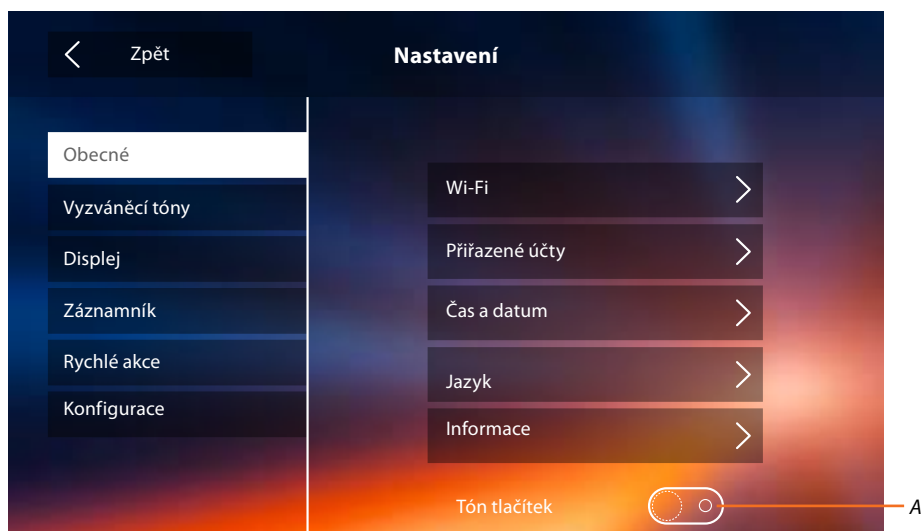 Zpět
Nastavení
Obecné
Vyzváněcí tóny
Displej
Záznamník
Rychlé akce
Konfigurace
Wi-Fi
Přiřazené účty
Čas a datum
Jazyk
Informace
Tón tlačítek
A